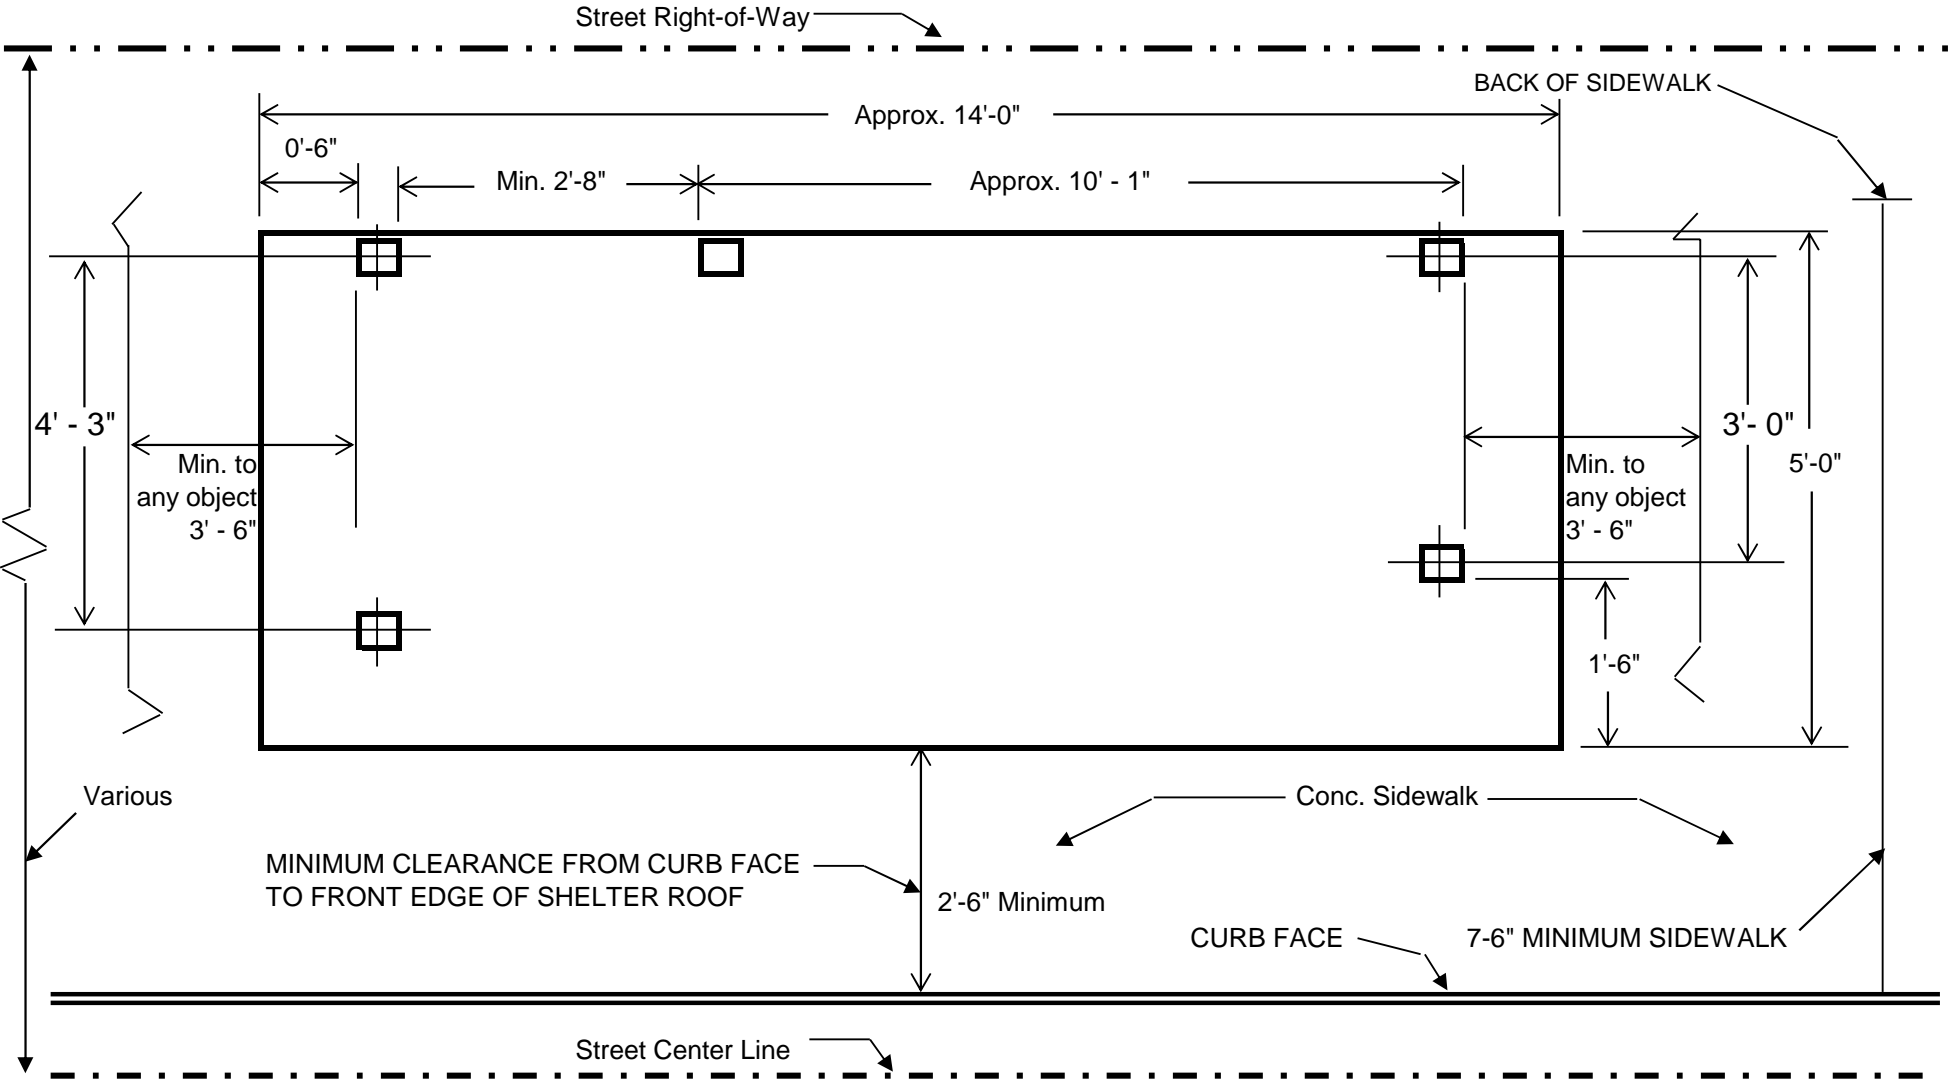 Street Right-of-Way
BACK OF SIDEWALK
Approx. 14'-0"
0'-6"
Min. 2'-8"
Approx. 10' - 1"
4' - 3"
3'- 0"
Min. to
any object
3' - 6"
Min. to
any object
3' - 6"
5'-0"
1'-6"
Various
Conc. Sidewalk
MINIMUM CLEARANCE FROM CURB FACE
TO FRONT EDGE OF SHELTER ROOF
2'-6" Minimum
CURB FACE
7-6" MINIMUM SIDEWALK
Street Center Line